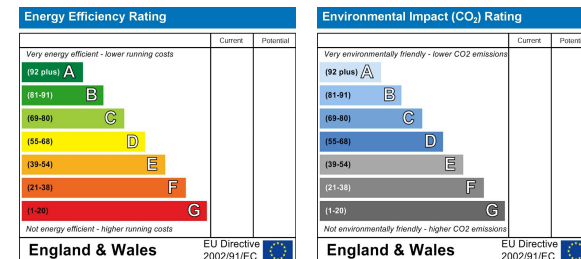 Energy Efficiency Rating
Current Potential
Very energy efficient - lower running costs
(92 plus) A
(81-91) B
(69-80) C
(55-68) D
(39-54) E
(21-38) F
(1-20) G
Not energy efficient - higher running costs
England & Wales
EU Directive
2002/91/EC
Environmental Impact (CO₂) Rating
Current Potential
Very environmentally friendly - lower CO2 emissions
(92 plus) A
(81-91) B
(69-80) C
(55-68) D
(39-54) E
(21-38) F
(1-20) G
Not environmentally friendly - higher CO2 emissions
England & Wales
EU Directive
2002/91/EC